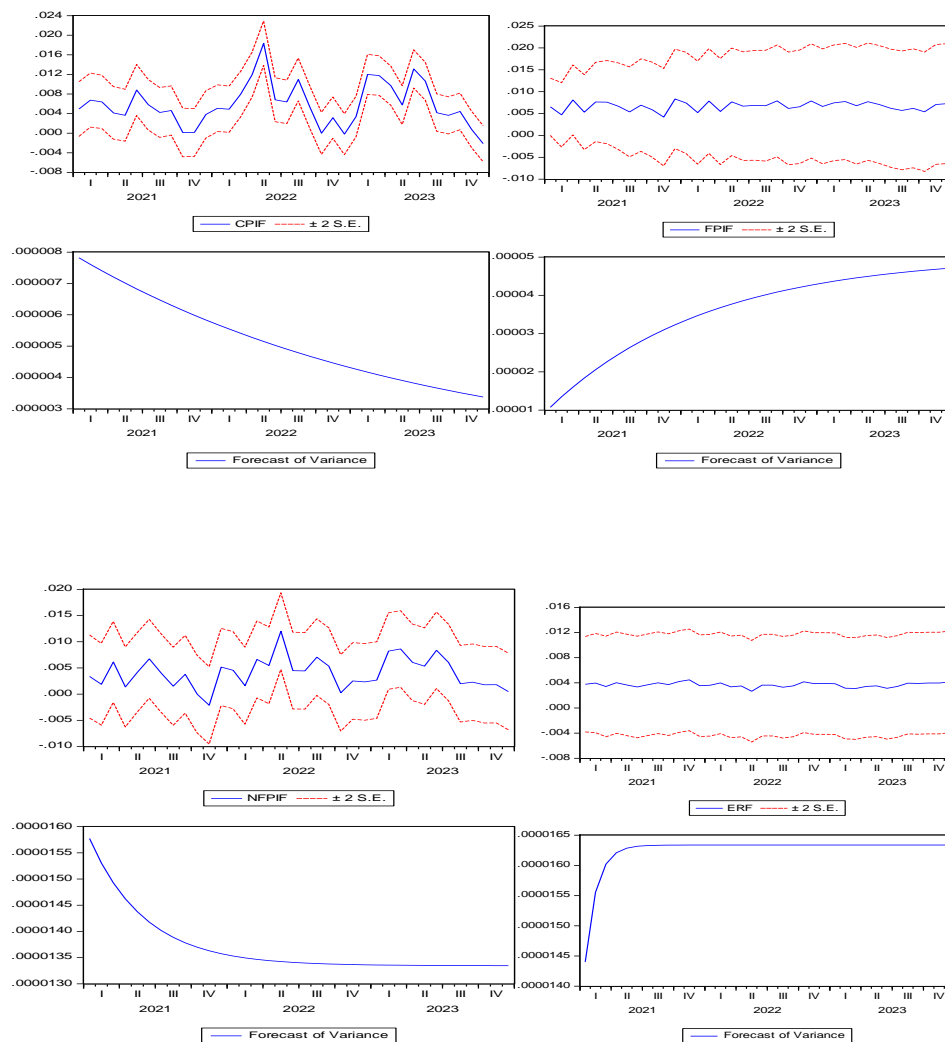 .024
.020
.016
.012
.008
.004
.000
-.004
-.008
I II III IV I II III IV I II III IV
2021 2022 2023
CPIF ± 2 S.E.
.025
.020
.015
.010
.005
.000
-.005
-.010
I II III IV I II III IV I II III IV
2021 2022 2023
FPIF ± 2 S.E.
.000008
.000007
.000006
.000005
.000004
.000003
I II III IV I II III IV I II III IV
2021 2022 2023
Forecast of Variance
.00005
.00004
.00003
.00002
.00001
I II III IV I II III IV I II III IV
2021 2022 2023
Forecast of Variance
.020
.015
.010
.005
.000
-.005
-.010
I II III IV I II III IV I II III IV
2021 2022 2023
NFPIF ± 2 S.E.
.016
.012
.008
.004
.000
-.004
-.008
I II III IV I II III IV I II III IV
2021 2022 2023
ERF ± 2 S.E.
.0000160
.0000155
.0000150
.0000145
.0000140
.0000135
.0000130
I II III IV I II III IV I II III IV
2021 2022 2023
Forecast of Variance
.0000165
.0000160
.0000155
.0000150
.0000145
.0000140
I II III IV I II III IV I II III IV
2021 2022 2023
Forecast of Variance